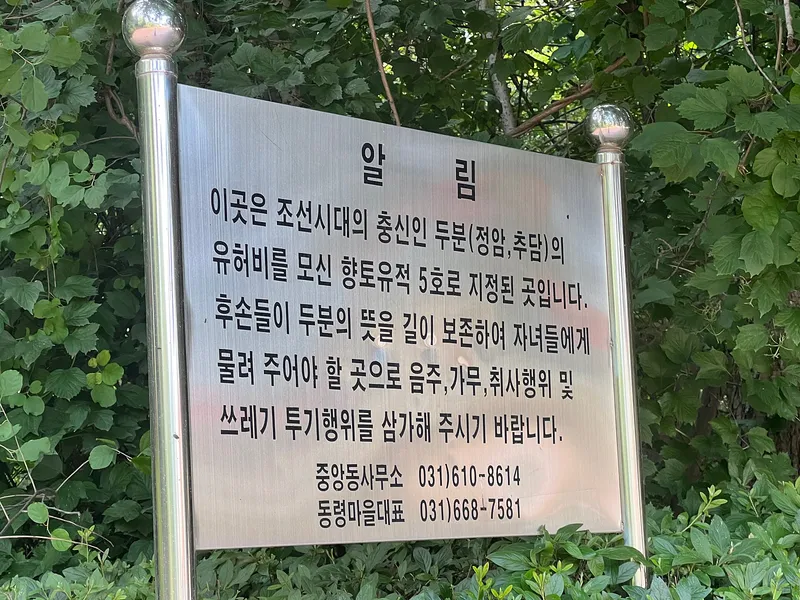 알 림
이곳은 조선시대의 충신인 두분(정암,추담)의
유허비를 모신 향토유적 5호로 지정된 곳입니다.
후손들이 두분의 뜻을 길이 보존하여 자녀들에게
물려 주어야 할 곳으로 음주,가무,취사행위 및
쓰레기 투기행위를 삼가해 주시기 바랍니다.
중앙동사무소 031)610-8614
동령마을대표 031)668-7581